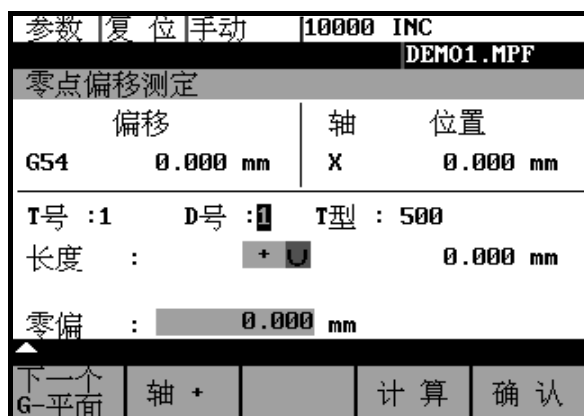 参数 复 位 手动 10000 INC
DEMO1.MPF
零点偏移测定
偏移 轴 位置
G54 0.000 mm X 0.000 mm
T号 :1 D号 :1 T型 : 500
长度 : + U 0.000 mm
零偏 : 0.000 mm
下一个
G-平面 轴 + 计 算 确 认